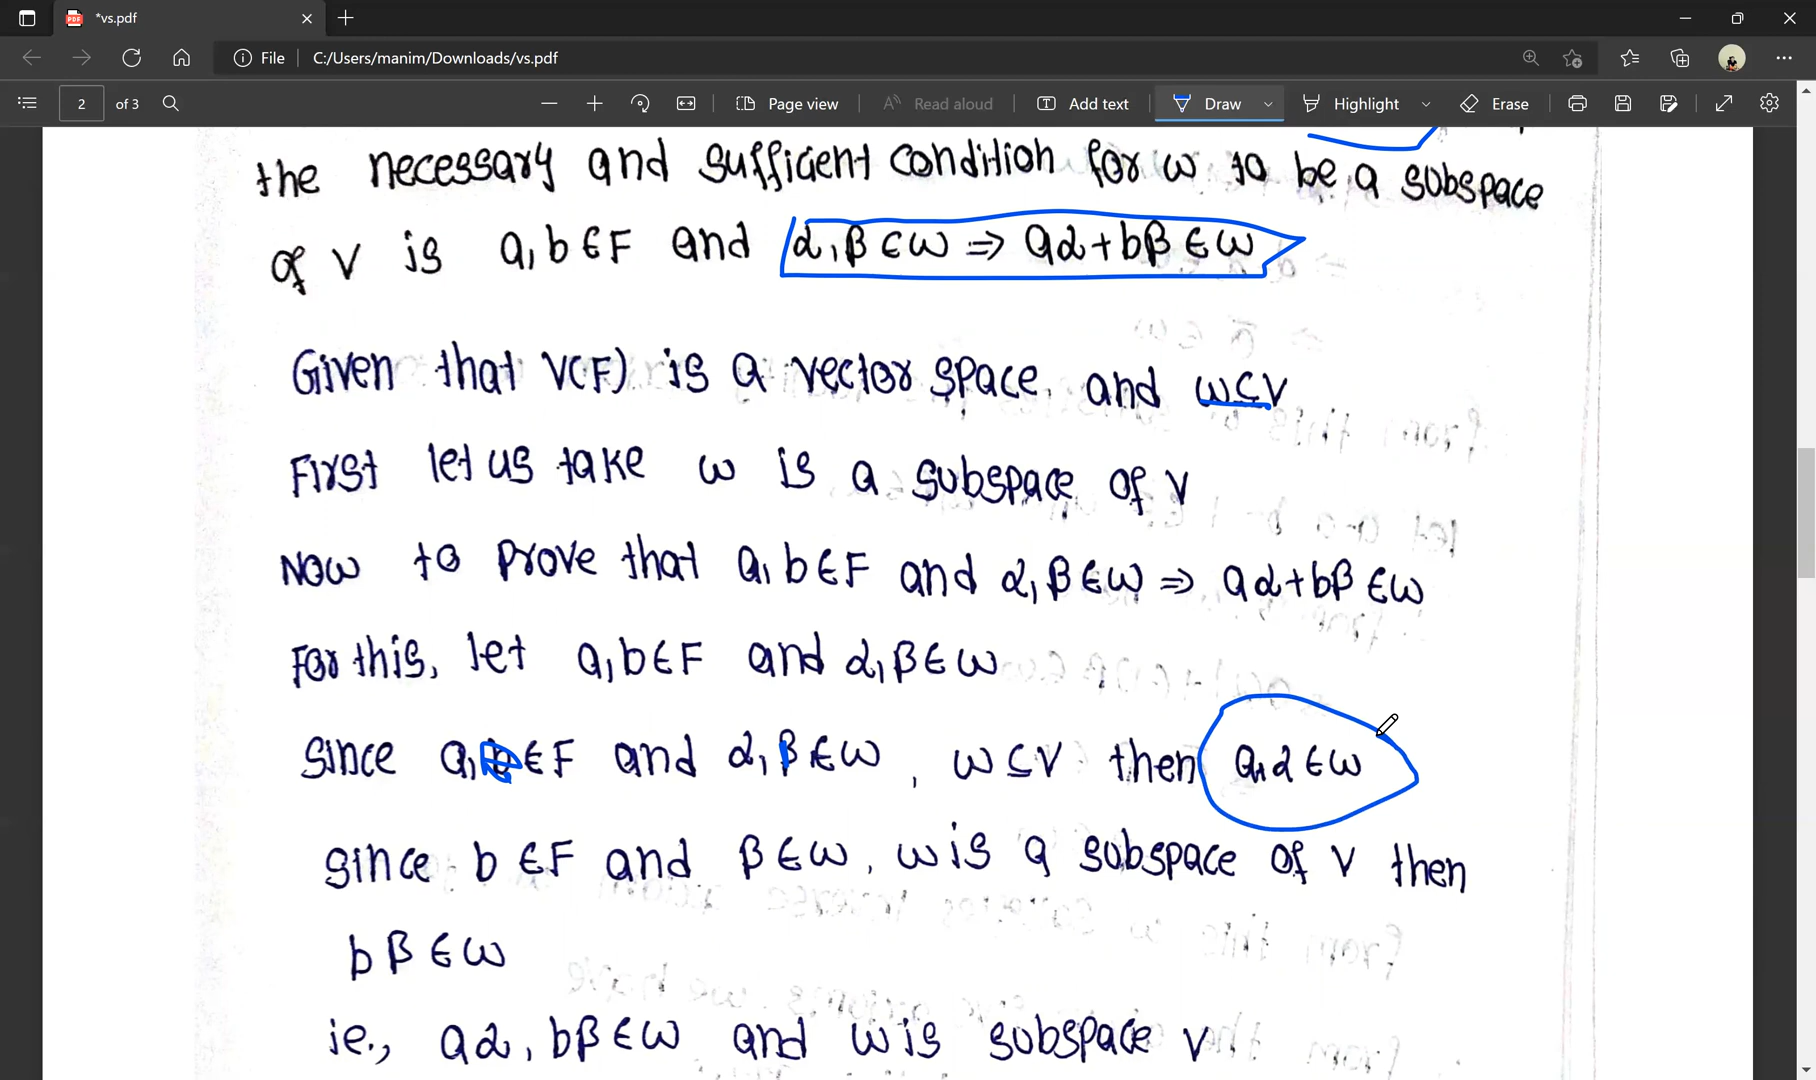 *vs.pdf
File C:/Users/manim/Downloads/vs.pdf
2 of 3 Page view Read aloud Add text Draw Highlight Erase
the necessary and sufficient condition for ω to be a subspace
of V is a, b ∈ F and α, β ∈ ω ⇒ aα + bβ ∈ ω
Given that V(F) is a vector space and ω ⊆ V
First let us take ω is a subspace of V
Now to prove that a, b ∈ F and α, β ∈ ω ⇒ aα + bβ ∈ ω
For this, let a, b ∈ F and α, β ∈ ω
Since a, b ∈ F and α, β ∈ ω, ω ⊆ V then a, α ∈ ω
since b ∈ F and β ∈ ω, ω is a subspace of V then
bβ ∈ ω
ie., aα, bβ ∈ ω and ω is subspace V